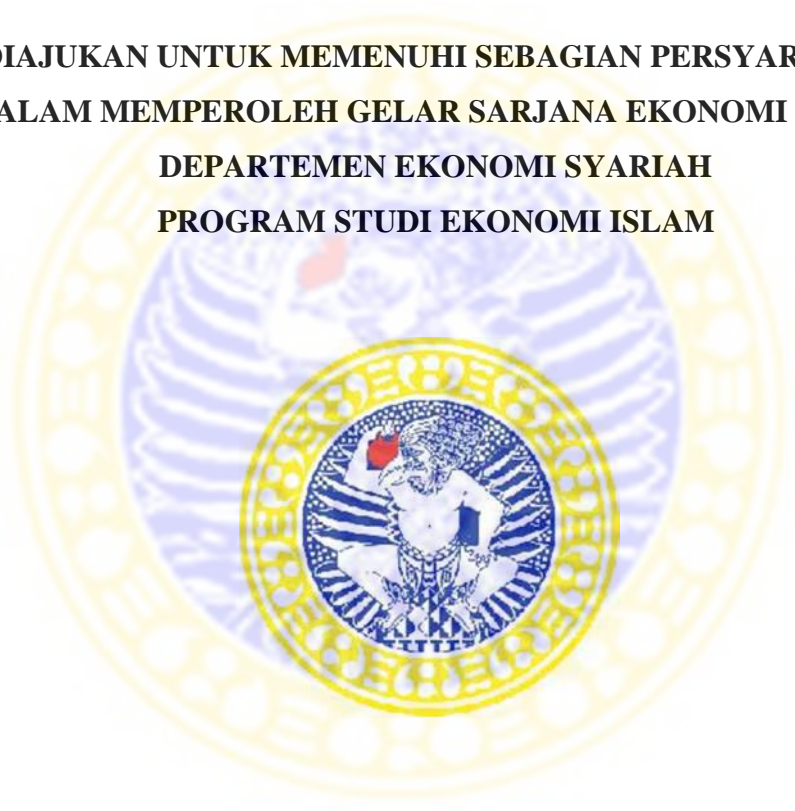 DIAJUKAN UNTUK MEMENUHI SEBAGIAN PERSYAR
ALAM MEMPEROLEH GELAR SARJANA EKONOMI
DEPARTEMEN EKONOMI SYARIAH
PROGRAM STUDI EKONOMI ISLAM